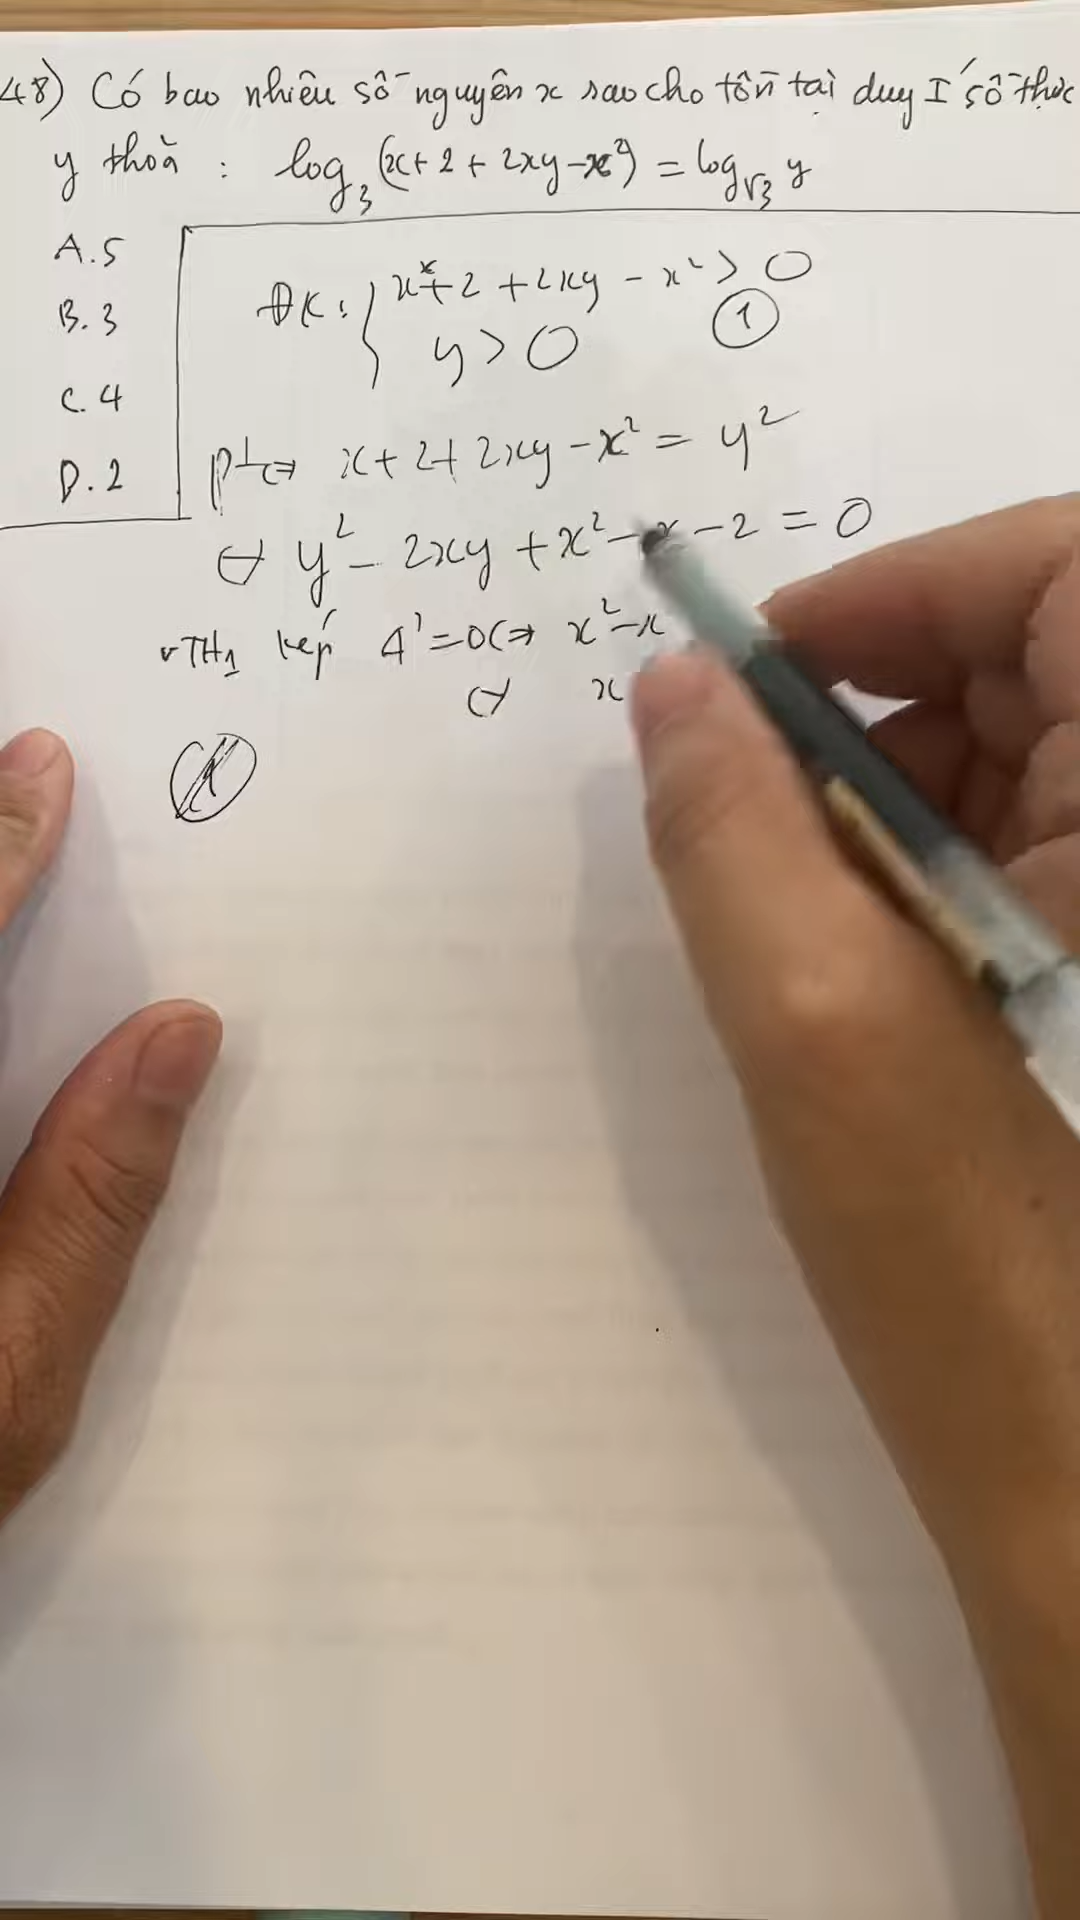 48) Có bao nhiêu số nguyên x sao cho tồn tại duy I số thực
y thoả : log₃(x+2+2xy-x²) = log√3 y
A. 5
B. 3
C. 4
D. 2
ĐK: { x+2+2xy-x²>0
y>0 ①
pt⇔ x+2+2xy-x² = y²
⇔ y²-2xy+x²-x-2=0
TH1 kép Δ'=0⇔ x²-x
⇔ x